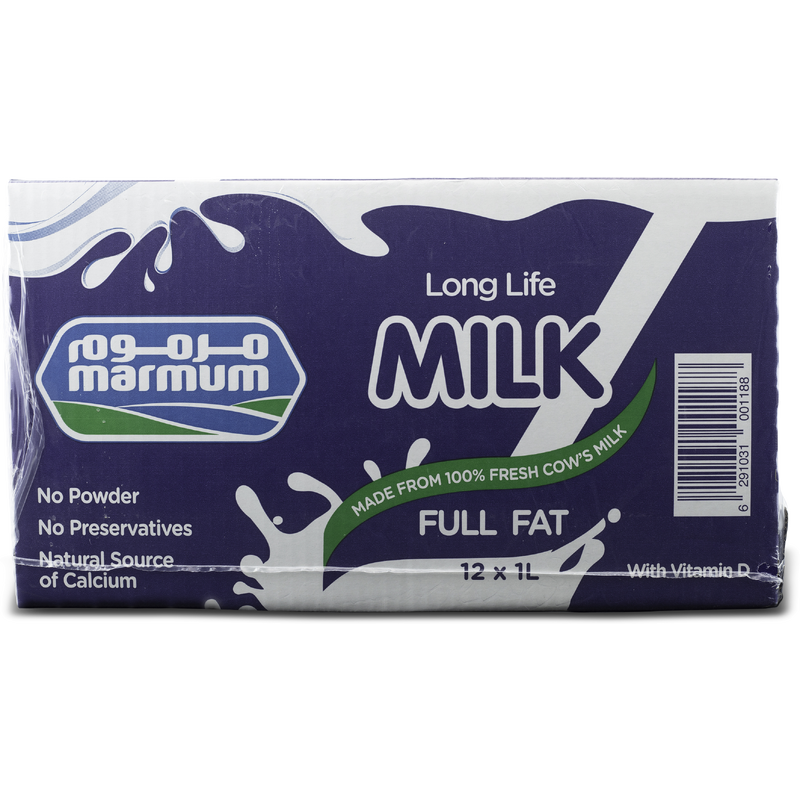 مرموم
marmum
No Powder
No Preservatives
Natural Source
of Calcium
Long Life
MILK
MADE FROM 100% FRESH COW'S MILK
FULL FAT
12 x 1L
With Vitamin D
6 291031 001188